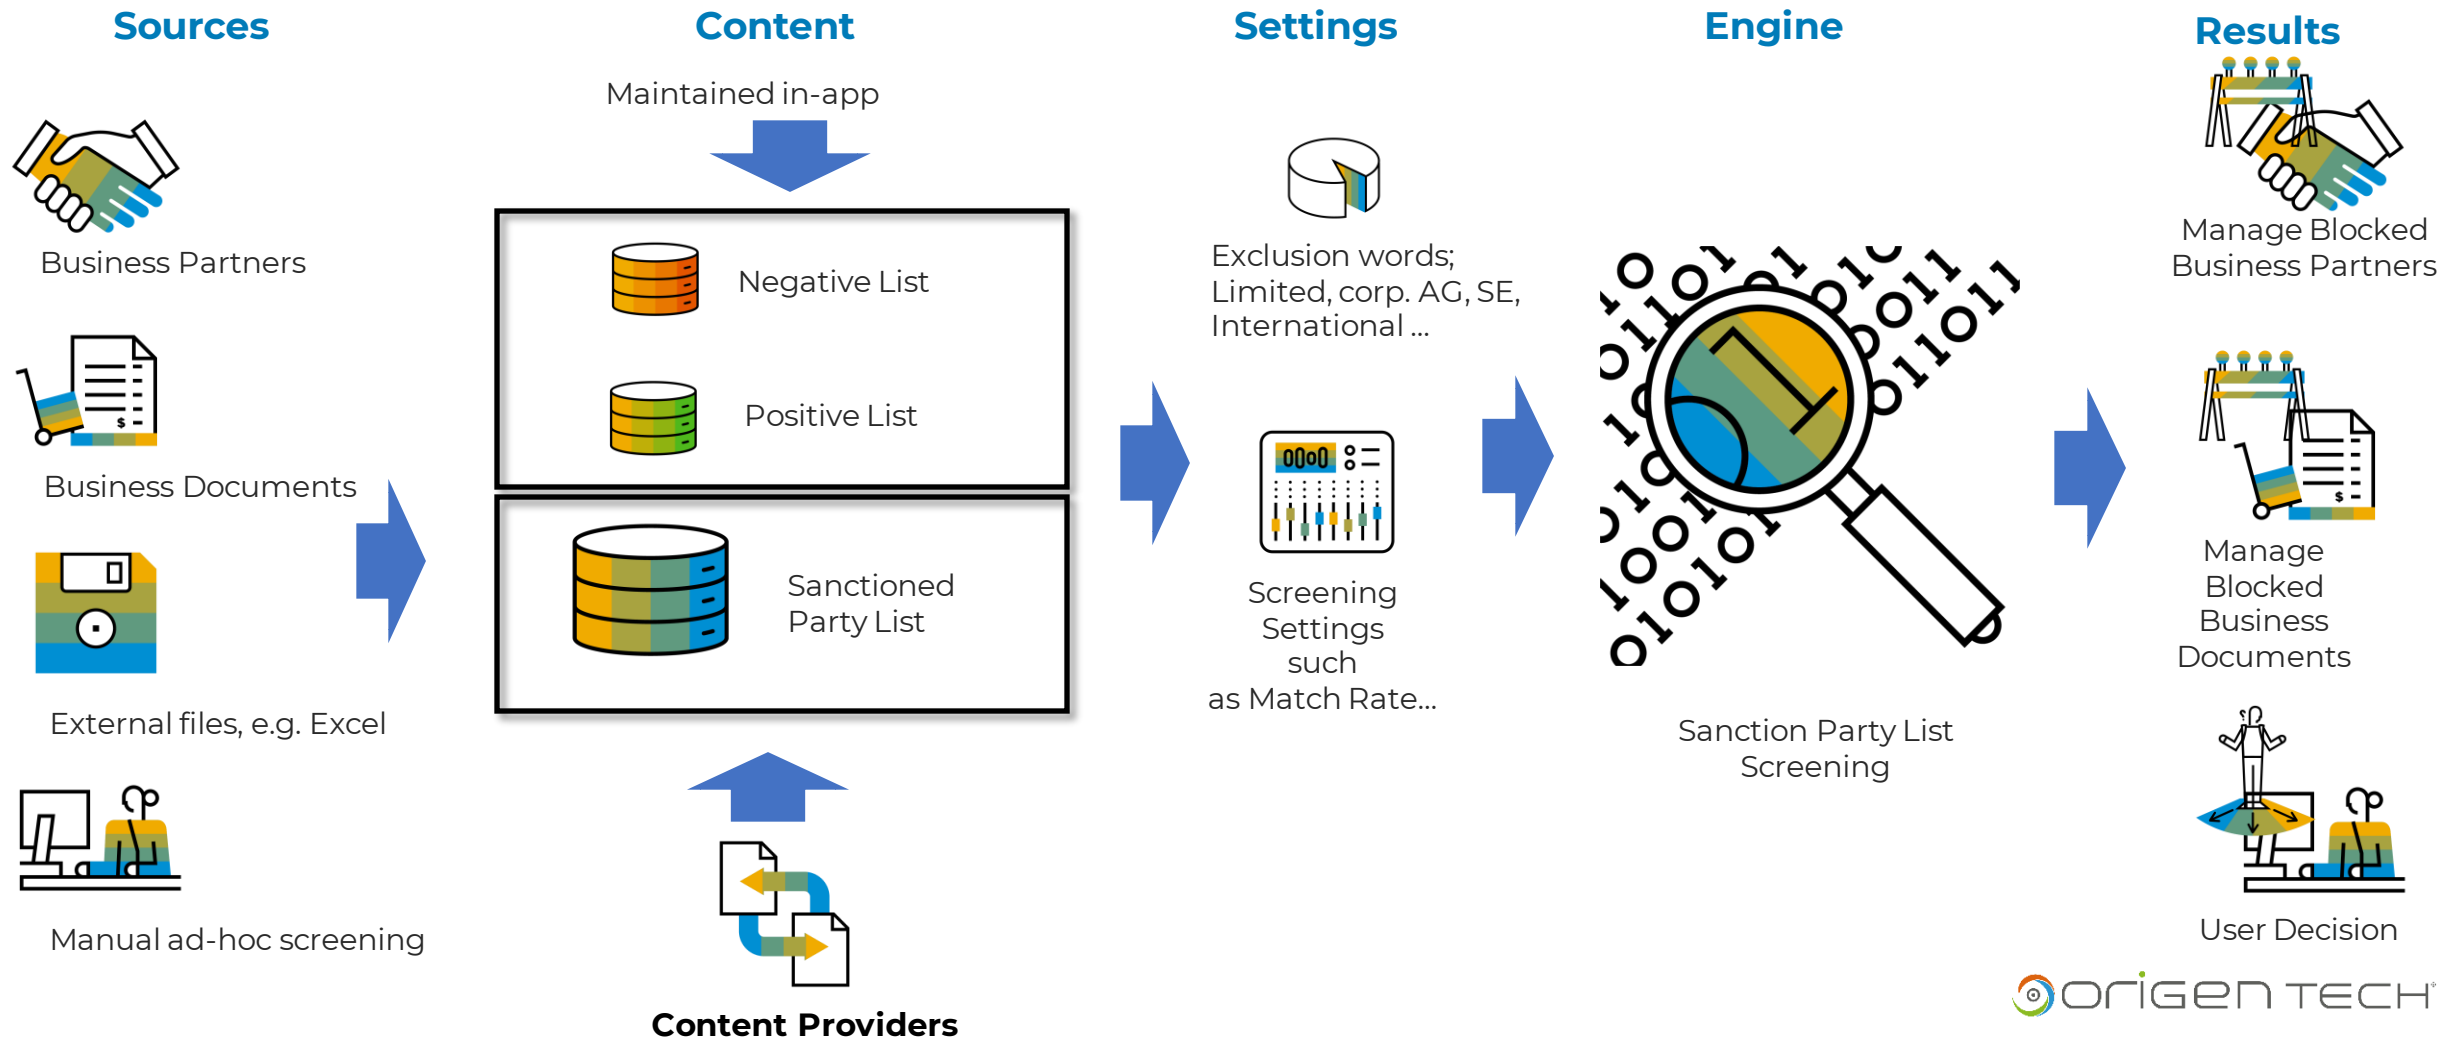 Sources
Business Partners
Business Documents
External files, e.g. Excel
Manual ad-hoc screening
Content
Maintained in-app
Negative List
Positive List
Sanctioned
Party List
Content Providers
Settings
Exclusion words;
Limited, corp. AG, SE,
International ...
Screening
Settings
such
as Match Rate...
Engine
Sanction Party List
Screening
Results
Manage Blocked
Business Partners
Manage
Blocked
Business
Documents
User Decision
origen TECH